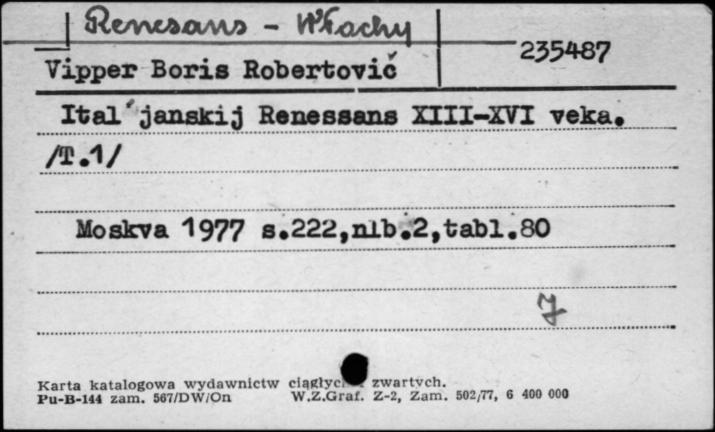 Renesans - Włochy
235487
Vipper Boris Robertovič
Ital'janskij Renessans XIII-XVI veka.
/T.1/
Moskva 1977 s.222,nlb.2,tabl.80
Karta katalogowa wydawnictw zwartych.
Pu-B-144 zam. 567/DW/On W.Z.Graf. Z-2, Zam. 502/77, 6 400 000